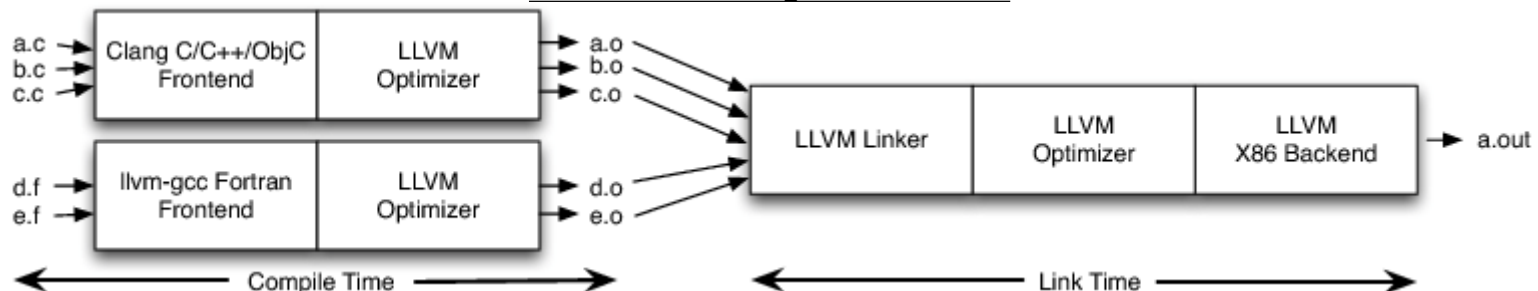 a.c
b.c
c.c
Clang C/C++/ObjC
Frontend
LLVM
Optimizer
a.o
b.o
c.o
d.f
e.f
llvm-gcc Fortran
Frontend
LLVM
Optimizer
d.o
e.o
LLVM Linker
LLVM
Optimizer
LLVM
X86 Backend
a.out
Compile Time
Link Time